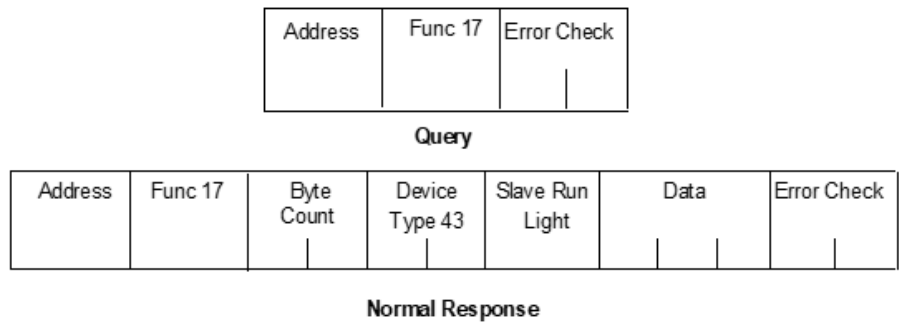 Address Func 17 Error Check
Query
Address Func 17 Byte Count Device Type 43 Slave Run Light Data Error Check
Normal Response